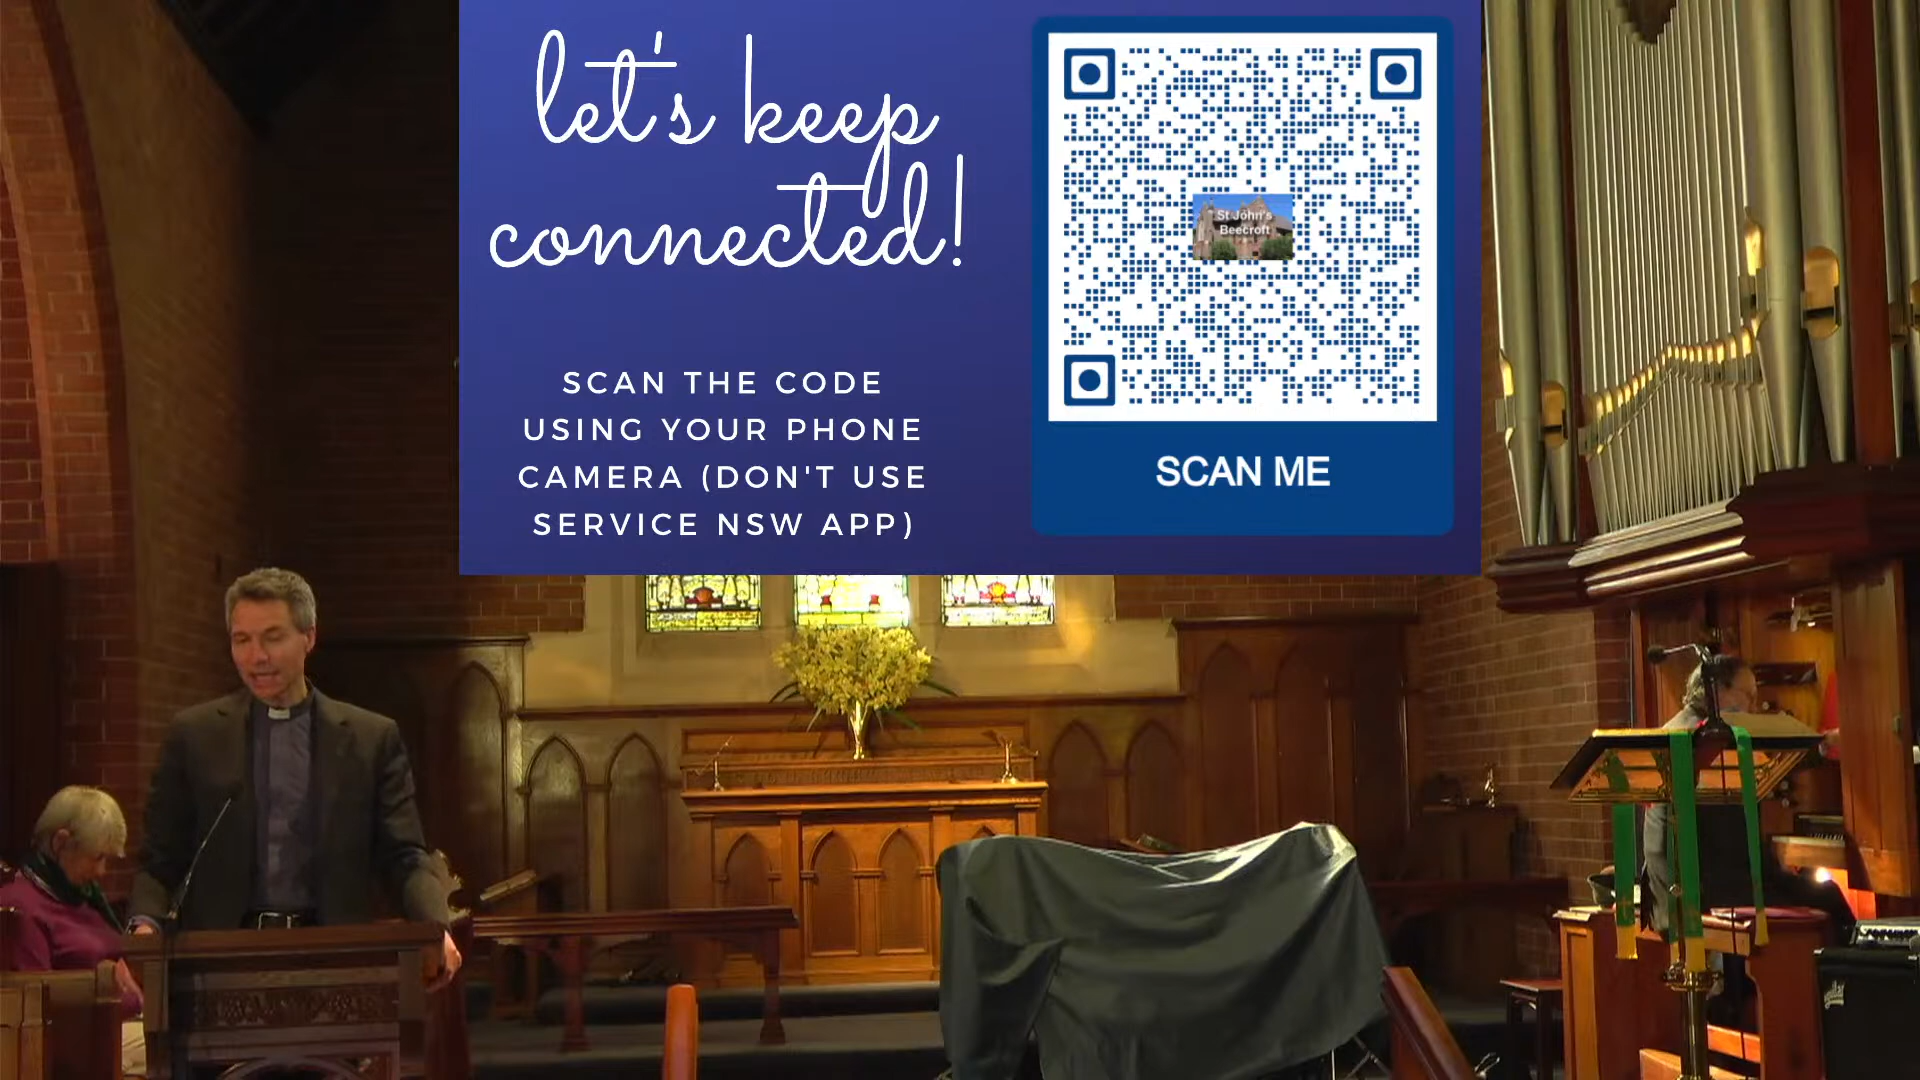 let's keep
connected!
SCAN THE CODE
USING YOUR PHONE
CAMERA (DON'T USE
SERVICE NSW APP)
St John's
Beecroft
SCAN ME